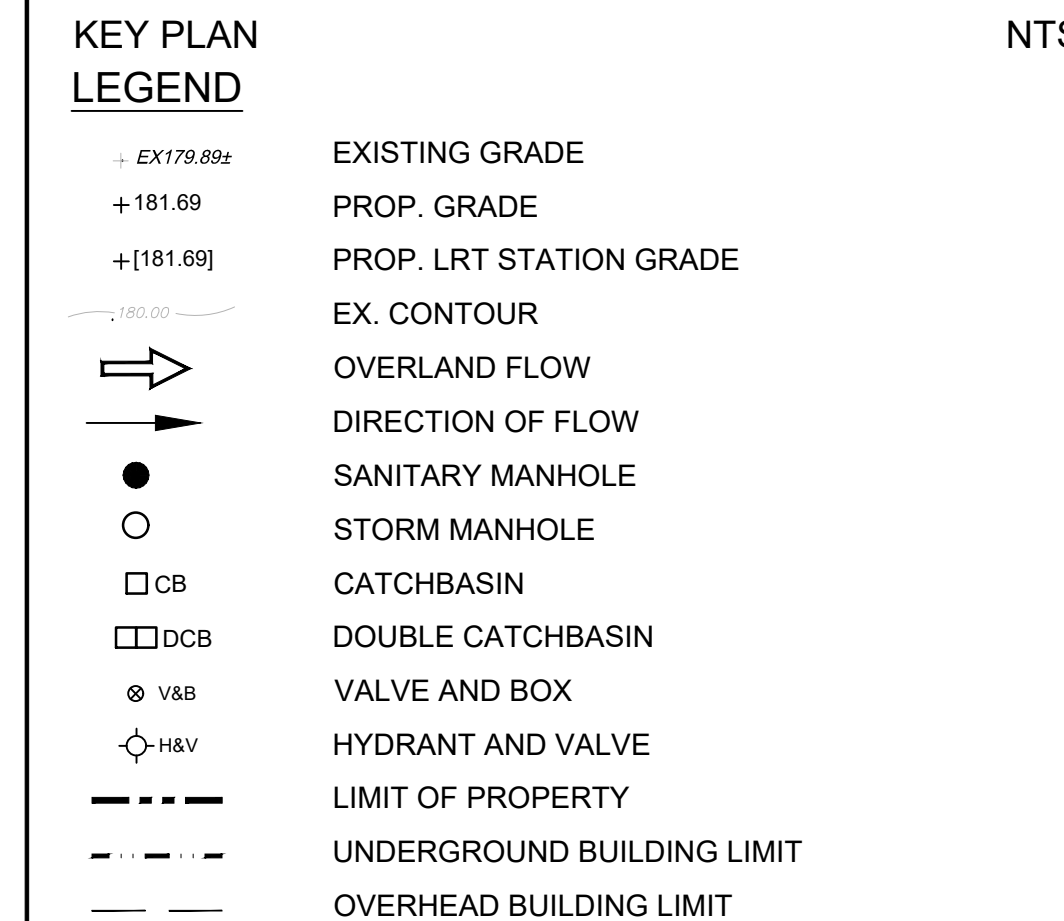 KEY PLAN NTS
LEGEND
EX179.89± EXISTING GRADE
+181.69 PROP. GRADE
+[181.69] PROP. LRT STATION GRADE
180.00 EX. CONTOUR
OVERLAND FLOW
DIRECTION OF FLOW
SANITARY MANHOLE
STORM MANHOLE
CB CATCHBASIN
DCB DOUBLE CATCHBASIN
V&B VALVE AND BOX
H&V HYDRANT AND VALVE
LIMIT OF PROPERTY
UNDERGROUND BUILDING LIMIT
OVERHEAD BUILDING LIMIT